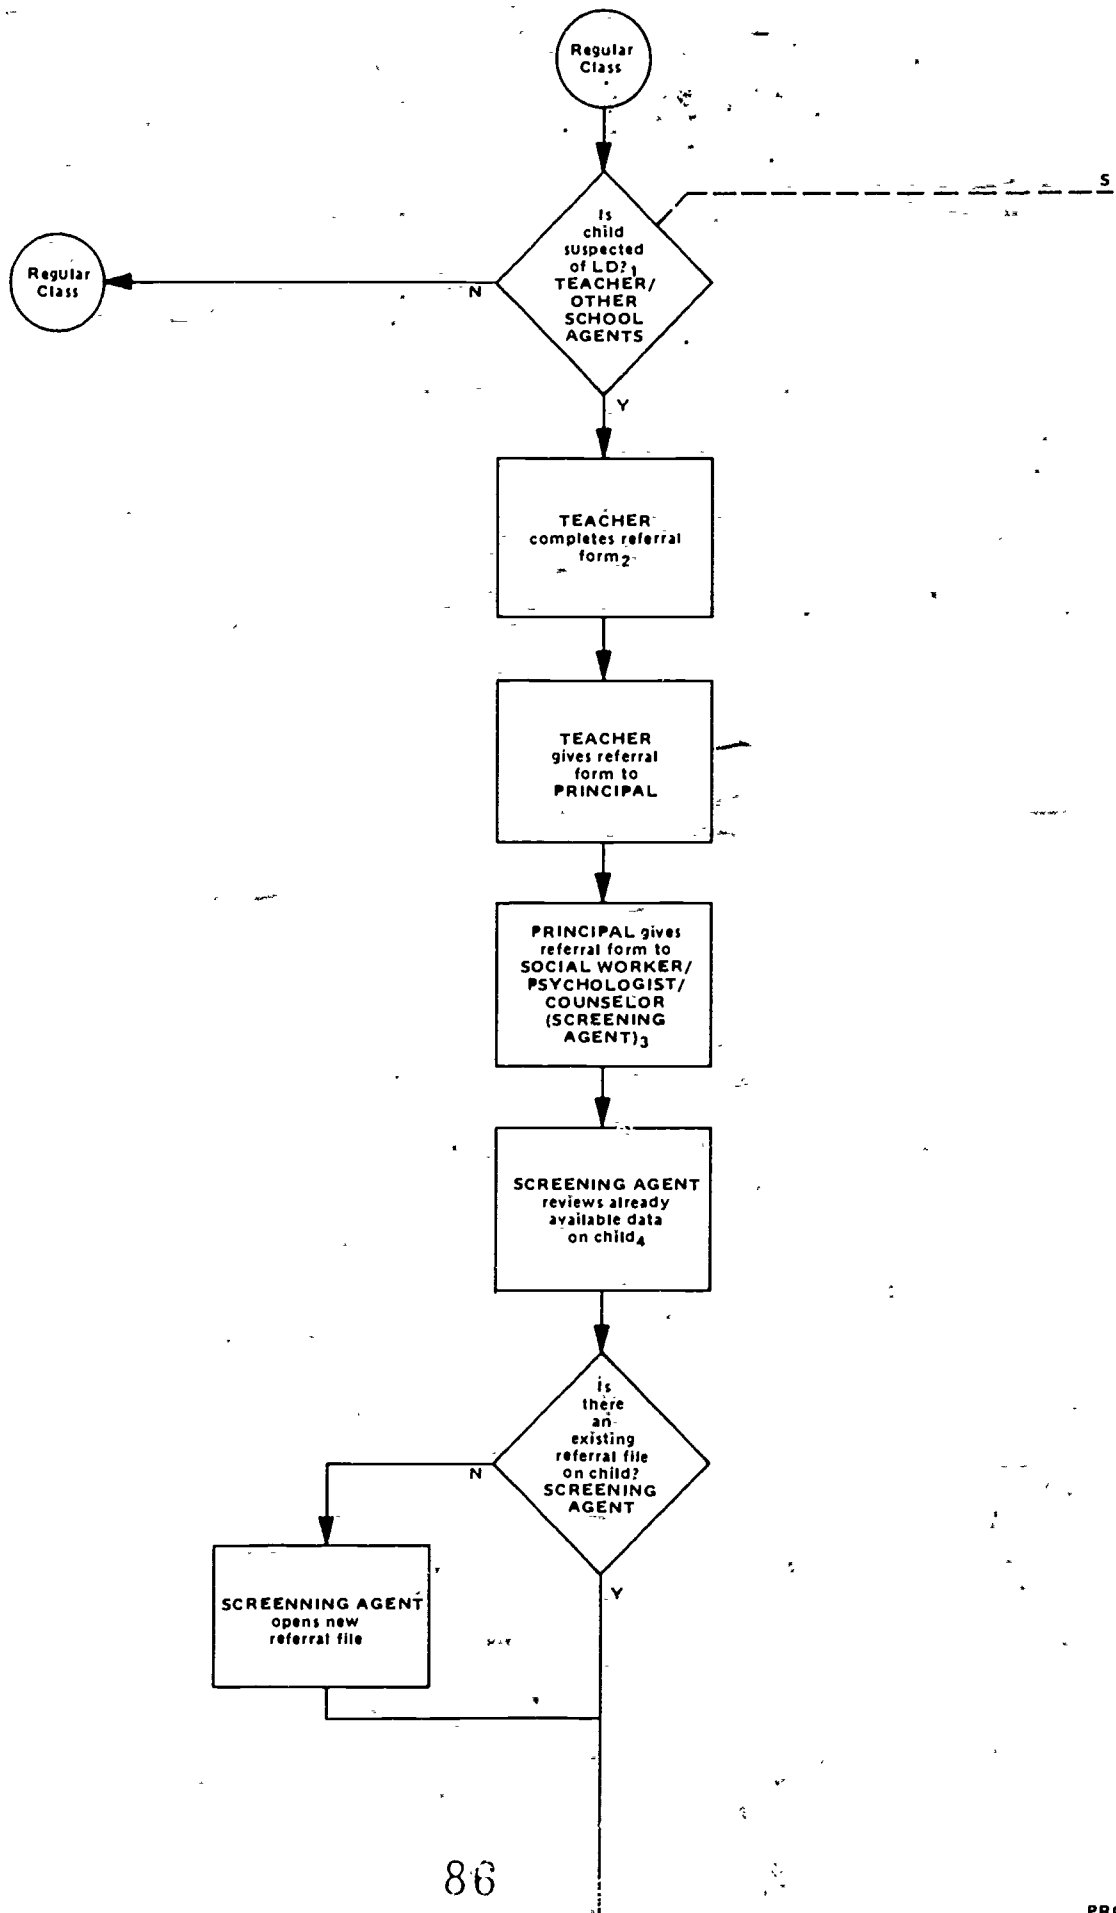 Regular
Class
S
Is
child
suspected
of LD?1
TEACHER/
OTHER
SCHOOL
AGENTS
Regular
Class
N
Y
TEACHER
completes referral
form2
TEACHER
gives referral
form to
PRINCIPAL
PRINCIPAL gives
referral form to
SOCIAL WORKER/
PSYCHOLOGIST/
COUNSELOR
(SCREENING
AGENT)3
SCREENING AGENT
reviews already
available data
on child4
Is
there
an
existing
referral file
on child?
SCREENING
AGENT
N
Y
SCREENNING AGENT
opens new
referral file
86
PRI